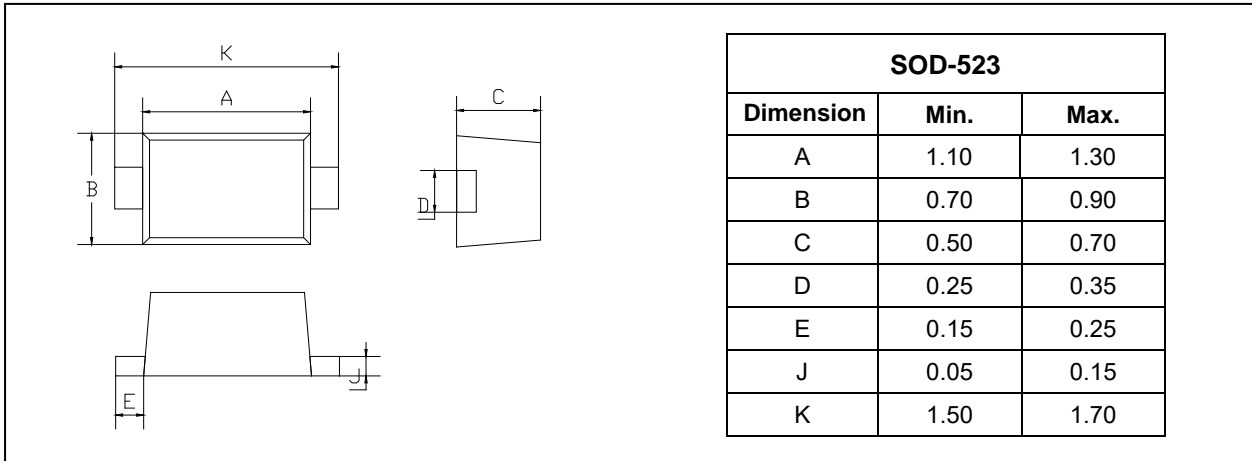 K
A
B
C
D
E
J
SOD-523
Dimension Min. Max.
A 1.10 1.30
B 0.70 0.90
C 0.50 0.70
D 0.25 0.35
E 0.15 0.25
J 0.05 0.15
K 1.50 1.70